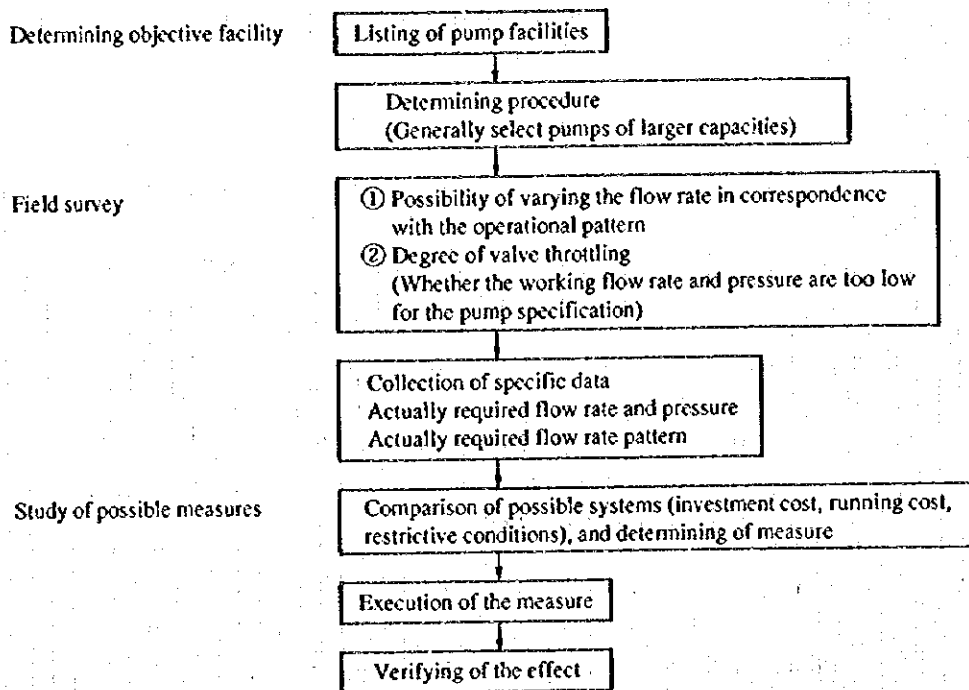 Determining objective facility
Listing of pump facilities
Determining procedure
(Generally select pumps of larger capacities)
Field survey
① Possibility of varying the flow rate in correspondence
with the operational pattern
② Degree of valve throttling
(Whether the working flow rate and pressure are too low
for the pump specification)
Collection of specific data
Actually required flow rate and pressure
Actually required flow rate pattern
Study of possible measures
Comparison of possible systems (investment cost, running cost,
restrictive conditions), and determining of measure
Execution of the measure
Verifying of the effect